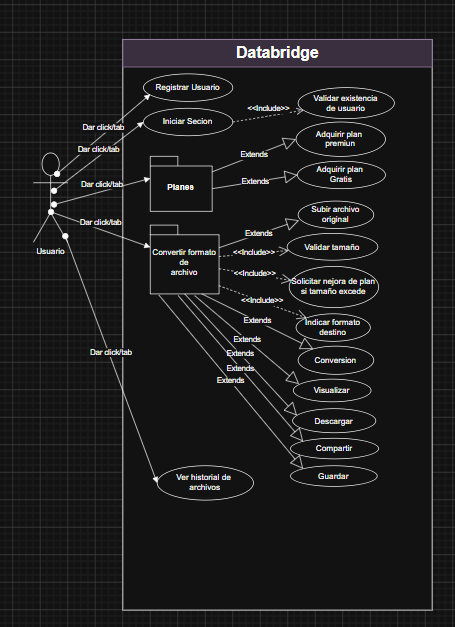 Databridge
Registrar Usuario
Iniciar Secion
<<Include>>
Validar existencia
de usuario
Dar click/tab
Dar click/tab
Adquirir plan
premiun
Extends
Dar click/tab
Planes
Extends
Adquirir plan
Gratis
Subir archivo
original
Dar click/tab
Extends
Usuario
Convertir formato
de
archivo
<<Include>>
Validar tamaño
<<Include>>
Solicitar nejora de plan
si tamaño excede
<<Include>>
Indicar formato
destino
Extends
Extends
Dar click/tab
Extends
Conversion
Extends
Extends
Visualizar
Descargar
Compartir
Guardar
Ver historial de
archivos